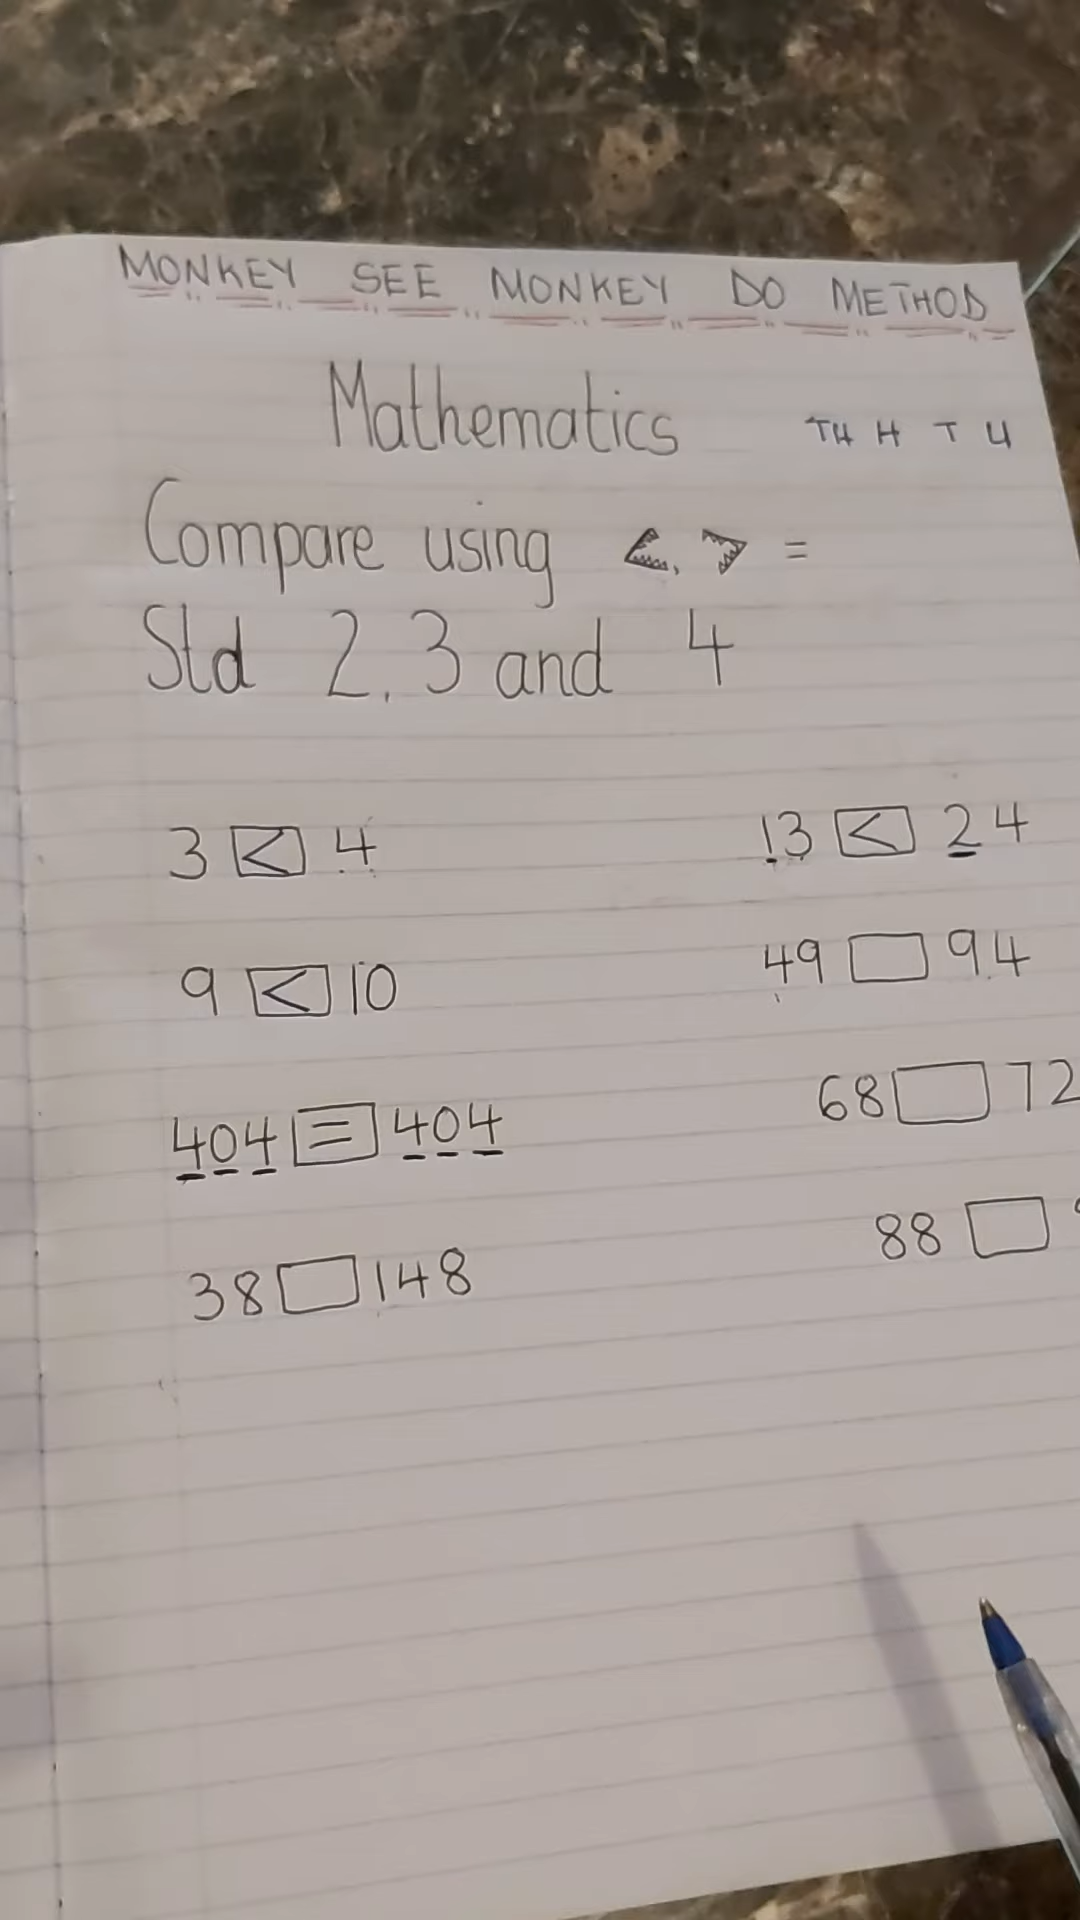 MONKEY SEE MONKEY DO METHOD
Mathematics
TH H T U
Compare using <, > =
Std 2, 3 and 4
3 < 4
13 < 24
9 < 10
49 □ 94
404 = 404
68 □ 72
38 □ 148
88 □